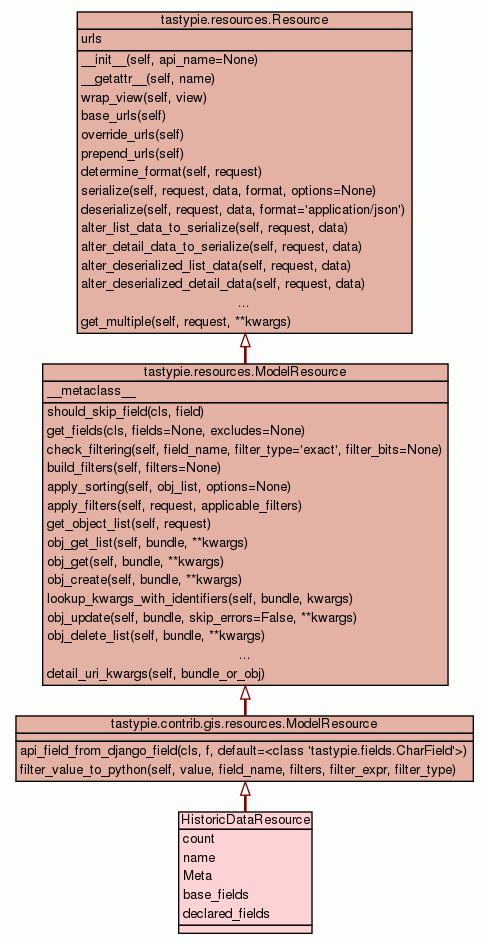 tastypie.resources.Resource
urls
__init__(self, api_name=None)
__getattr__(self, name)
wrap_view(self, view)
base_urls(self)
override_urls(self)
prepend_urls(self)
determine_format(self, request)
serialize(self, request, data, format, options=None)
deserialize(self, request, data, format='application/json')
alter_list_data_to_serialize(self, request, data)
alter_detail_data_to_serialize(self, request, data)
alter_deserialized_list_data(self, request, data)
alter_deserialized_detail_data(self, request, data)
...
get_multiple(self, request, **kwargs)
tastypie.resources.ModelResource
__metaclass__
should_skip_field(cls, field)
get_fields(cls, fields=None, excludes=None)
check_filtering(self, field_name, filter_type='exact', filter_bits=None)
build_filters(self, filters=None)
apply_sorting(self, obj_list, options=None)
apply_filters(self, request, applicable_filters)
get_object_list(self, request)
obj_get_list(self, bundle, **kwargs)
obj_get(self, bundle, **kwargs)
obj_create(self, bundle, **kwargs)
lookup_kwargs_with_identifiers(self, bundle, kwargs)
obj_update(self, bundle, skip_errors=False, **kwargs)
obj_delete_list(self, bundle, **kwargs)
...
detail_uri_kwargs(self, bundle_or_obj)
tastypie.contrib.gis.resources.ModelResource
api_field_from_django_field(cls, f, default=<class 'tastypie.fields.CharField'>)
filter_value_to_python(self, value, field_name, filters, filter_expr, filter_type)
HistoricDataResource
count
name
Meta
base_fields
declared_fields